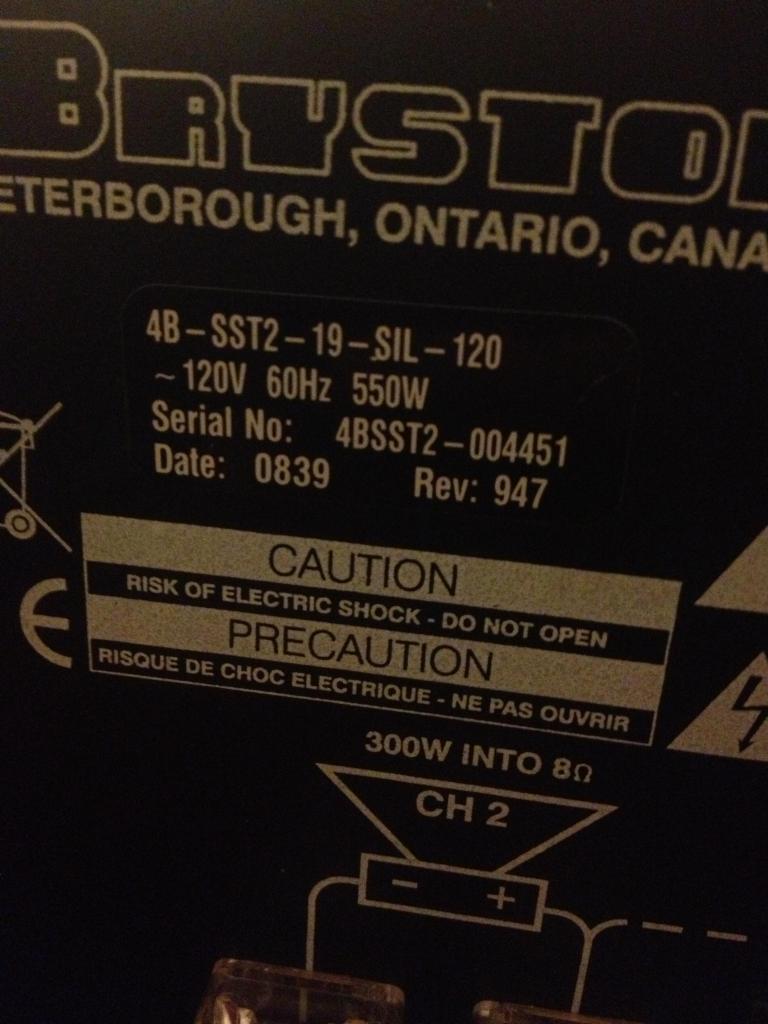 BRYSTO
ETERBOROUGH, ONTARIO, CANA
4B-SST2-19-SIL-120
~120V 60Hz 550W
Serial No: 4BSST2-004451
Date: 0839 Rev: 947
CAUTION
RISK OF ELECTRIC SHOCK - DO NOT OPEN
PRECAUTION
RISQUE DE CHOC ELECTRIQUE - NE PAS OUVRIR
CE
300W INTO 8Ω
CH 2
- +